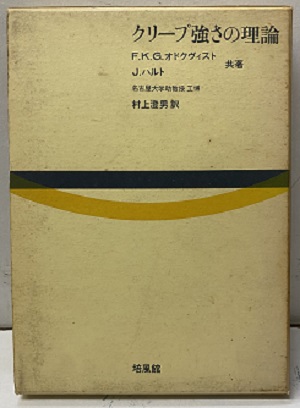 クリープ強さの理論
F.K.G.オドクヴィスト
J.ハルト
共著
名古屋大学助教授工博
村上澄男訳
培風館